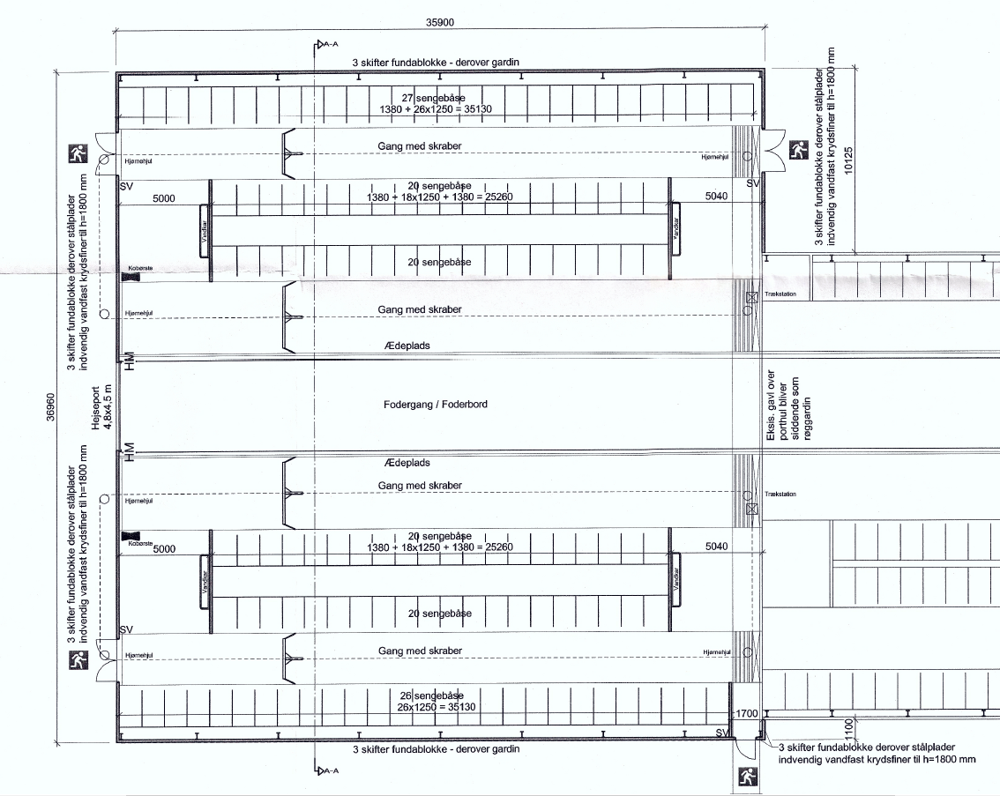 35900
A-A
3 skifter fundablokke - derover gardin
27 sengebåse
1380 + 26x1250 = 35130
Gang med skraber
Hjørnehjul
Hjørnehjul
SV
SV
20 sengebåse
1380 + 18x1250 + 1380 = 25260
5000
5040
Vandkar
20 sengebåse
Kobørste
Trækstation
Hjørnehjul
Gang med skraber
Ædeplads
HM
Fodergang / Foderbord
HM
Ædeplads
Gang med skraber
Hjørnehjul
Trækstation
Kobørste
20 sengebåse
1380 + 18x1250 + 1380 = 25260
5000
5040
Vandkar
Vandkar
20 sengebåse
SV
Gang med skraber
Hjørnehjul
Hjørnehjul
26 sengebåse
26x1250 = 35130
1700
SV
3 skifter fundablokke - derover gardin
A-A
36960
3 skifter fundablokke derover stålplader
indvendig vandfast krydsfiner til h=1800 mm
Hejseport
4,8x4,5 m
3 skifter fundablokke derover stålplader
indvendig vandfast krydsfiner til h=1800 mm
3 skifter fundablokke derover stålplader
indvendig vandfast krydsfiner til h=1800 mm
10125
Eksis. gavl over
porthul bliver
siddende som
røggardin
1100
3 skifter fundablokke derover stålplader
indvendig vandfast krydsfiner til h=1800 mm